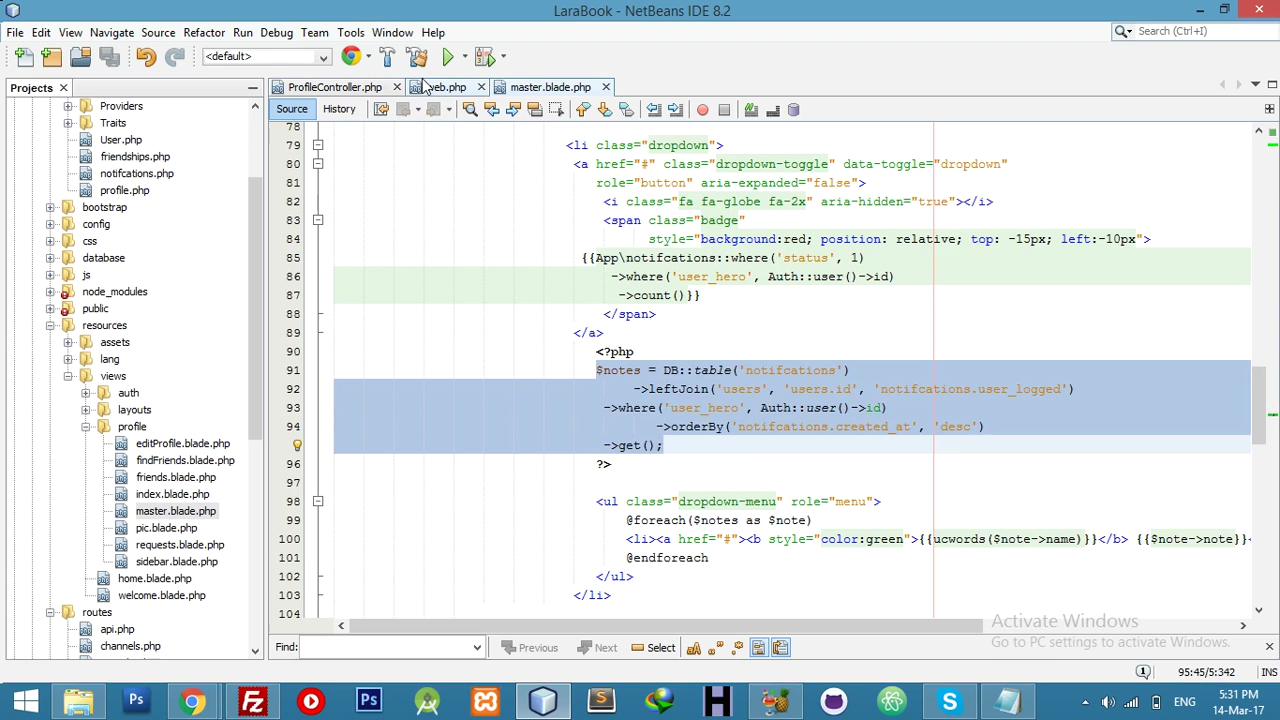 LaraBook - NetBeans IDE 8.2
File Edit View Navigate Source Refactor Run Debug Team Tools Window Help
Search (Ctrl+I)
<default>
Projects
ProfileController.php
eb.php
master.blade.php
Source History
Providers
Traits
User.php
friendships.php
notifcations.php
profile.php
bootstrap
config
css
database
js
node_modules
public
resources
assets
lang
views
auth
layouts
profile
editProfile.blade.php
findFriends.blade.php
friends.blade.php
index.blade.php
master.blade.php
pic.blade.php
requests.blade.php
sidebar.blade.php
home.blade.php
welcome.blade.php
routes
api.php
channels.php
78
79 <li class="dropdown">
80 <a href="#" class="dropdown-toggle" data-toggle="dropdown"
81 role="button" aria-expanded="false">
82 <i class="fa fa-globe fa-2x" aria-hidden="true"></i>
83 <span class="badge"
84 style="background:red; position: relative; top: -15px; left:-10px">
85 {{App\notifcations::where('status', 1)
86 ->where('user_hero', Auth::user()->id)
87 ->count()}}
88 </span>
89 </a>
90 <?php
91 $notes = DB::table('notifcations')
92 ->leftJoin('users', 'users.id', 'notifcations.user_logged')
93 ->where('user_hero', Auth::user()->id)
94 ->orderBy('notifcations.created_at', 'desc')
->get();
96 ?>
97
98 <ul class="dropdown-menu" role="menu">
99 @foreach($notes as $note)
100 <li><a href="#"><b style="color:green">{{ucwords($note->name)}}</b> {{$note->note}}<
101 @endforeach
102 </ul>
103 </li>
104
Activate Windows
Go to PC settings to activate Windows.
Find: Previous Next Select
95:45/5:342 INS
ENG
5:31 PM
14-Mar-17